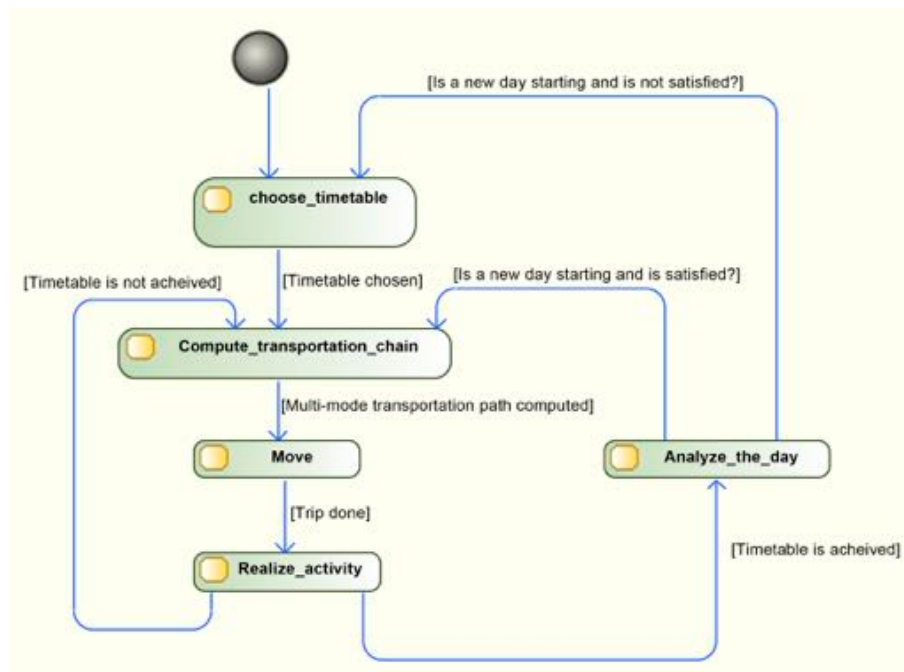 [Is a new day starting and is not satisfied?]
choose_timetable
[Timetable is not acheived]
[Timetable chosen]
[Is a new day starting and is satisfied?]
Compute_transportation_chain
[Multi-mode transportation path computed]
Move
Analyze_the_day
[Trip done]
[Timetable is acheived]
Realize_activity